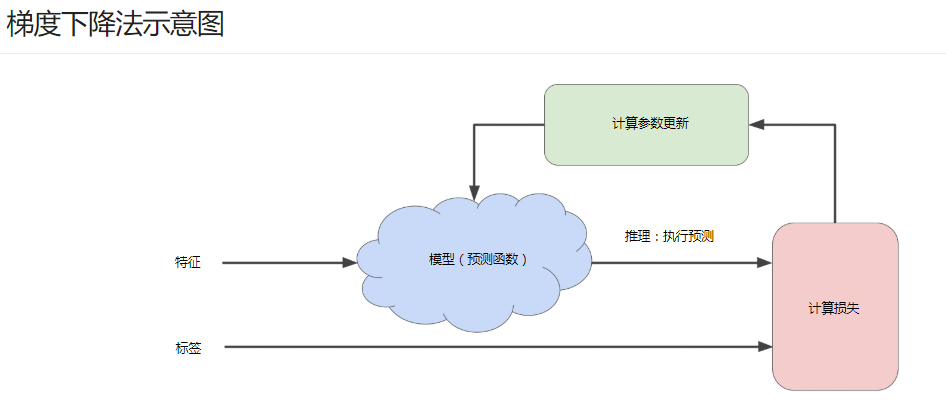 梯度下降法示意图
计算参数更新
推理：执行预测
特征
模型（预测函数）
计算损失
标签